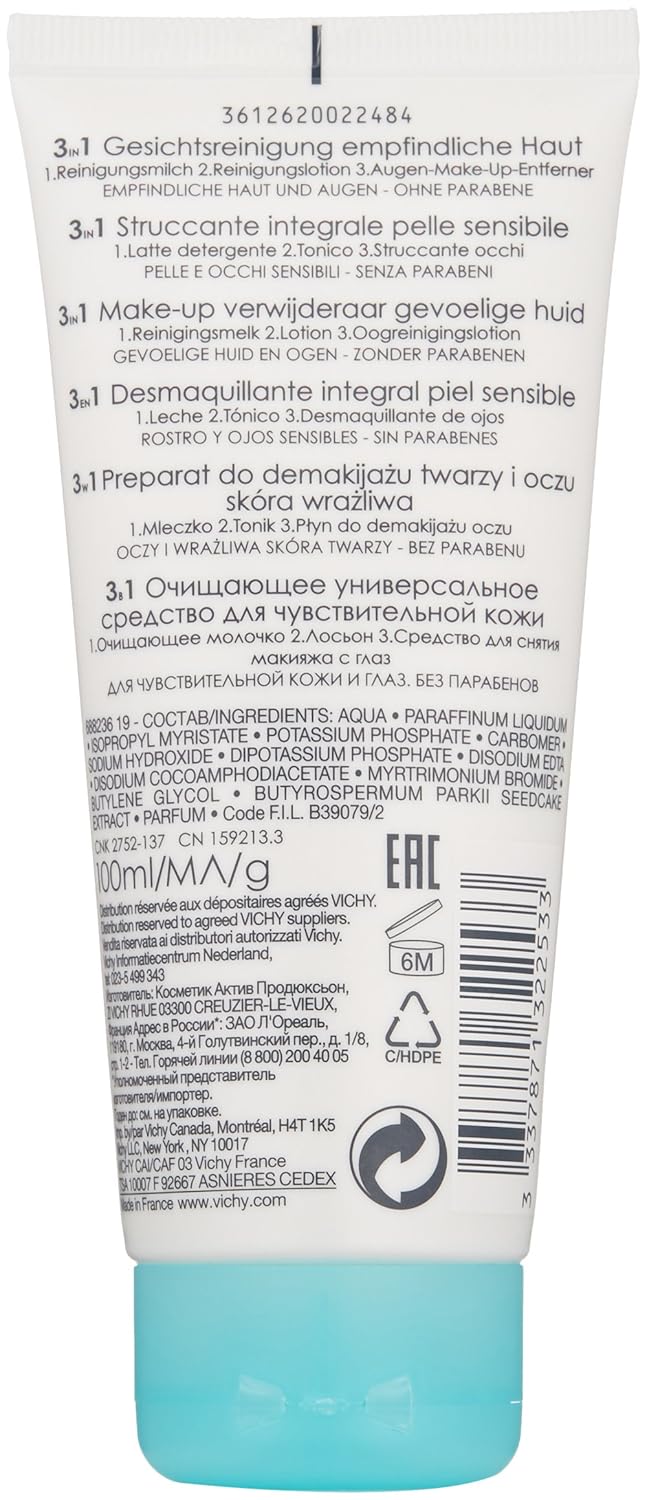 3612620022484
3IN1 Gesichtsreinigung empfindliche Haut
1.Reinigungsmilch 2.Reinigungslotion 3.Augen-Make-Up-Entferner
EMPFINDLICHE HAUT UND AUGEN - OHNE PARABENE
3IN1 Struccante integrale pelle sensibile
1.Latte detergente 2.Tonico 3.Struccante occhi
PELLE E OCCHI SENSIBILI - SENZA PARABENI
3IN1 Make-up verwijderaar gevoelige huid
1.Reinigingsmelk 2.Lotion 3.Oogreinigingslotion
GEVOELIGE HUID EN OGEN - ZONDER PARABENEN
3EN1 Desmaquillante integral piel sensible
1.Leche 2.Tónico 3.Desmaquillante de ojos
ROSTRO Y OJOS SENSIBLES - SIN PARABENES
3W1 Preparat do demakijażu twarzy i oczu
skóra wrażliwa
1.Mleczko 2.Tonik 3.Płyn do demakijażu oczu
OCZY I WRAŻLIWA SKÓRA TWARZY - BEZ PARABENU
3В1 Очищающее универсальное
средство для чувствительной кожи
1.Очищающее молочко 2.Лосьон 3.Средство для снятия
макияжа с глаз
ДЛЯ ЧУВСТВИТЕЛЬНОЙ КОЖИ И ГЛАЗ. БЕЗ ПАРАБЕНОВ
688236 19 - СОСТАВ/INGREDIENTS: AQUA • PARAFFINUM LIQUIDUM
• ISOPROPYL MYRISTATE • POTASSIUM PHOSPHATE • CARBOMER •
SODIUM HYDROXIDE • DIPOTASSIUM PHOSPHATE • DISODIUM EDTA
• DISODIUM COCOAMPHODIACETATE • MYRTRIMONIUM BROMIDE •
BUTYLENE GLYCOL • BUTYROSPERMUM PARKII SEEDCAKE
EXTRACT • PARFUM • Code F.I.L. B39079/2
CNK 2752-137 CN 159213.3
100ml/МЛ/g
EAC
Distribution réservée aux dépositaires agréés VICHY.
Distribution reserved to agreed VICHY suppliers.
Vendita riservata ai distributori autorizzati Vichy.
Vichy Informatiecentrum Nederland,
tel 023-5 499 343
6M
Изготовитель: Косметик Актив Продюксьон,
VICHY RHUE 03300 CREUZIER-LE-VIEUX,
Франция Адрес в России*: ЗАО Л'Ореаль,
119180, г. Москва, 4-й Голутвинский пер., д. 1/8,
стр. 1-2 - Тел. Горячей линии (8 800) 200 40 05
*Уполномоченный представитель
изготовителя/импортер.
Годен до: см. на упаковке.
C/HDPE
Imp. by/par Vichy Canada, Montréal, H4T 1K5
Vichy LLC, New York, NY 10017
VICHY CAI/CAF 03 Vichy France
TSA 10007 F 92667 ASNIERES CEDEX
Made in France www.vichy.com
3 337871 322533